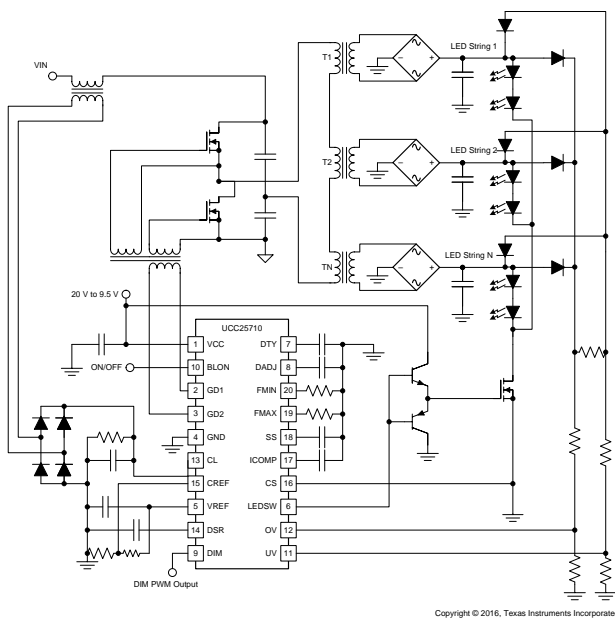 LED String 1
T1
VIN
LED String 2
T2
LED String N
TN
20 V to 9.5 V
UCC25710
1 VCC
DTY 7
ON/OFF
10 BLON
DADJ 8
2 GD1
FMIN 20
3 GD2
FMAX 19
4 GND
SS 18
13 CL
ICOMP 17
15 CREF
CS 16
5 VREF
LEDSW 6
14 DSR
OV 12
9 DIM
UV 11
DIM PWM Output
Copyright © 2016, Texas Instruments Incorporate